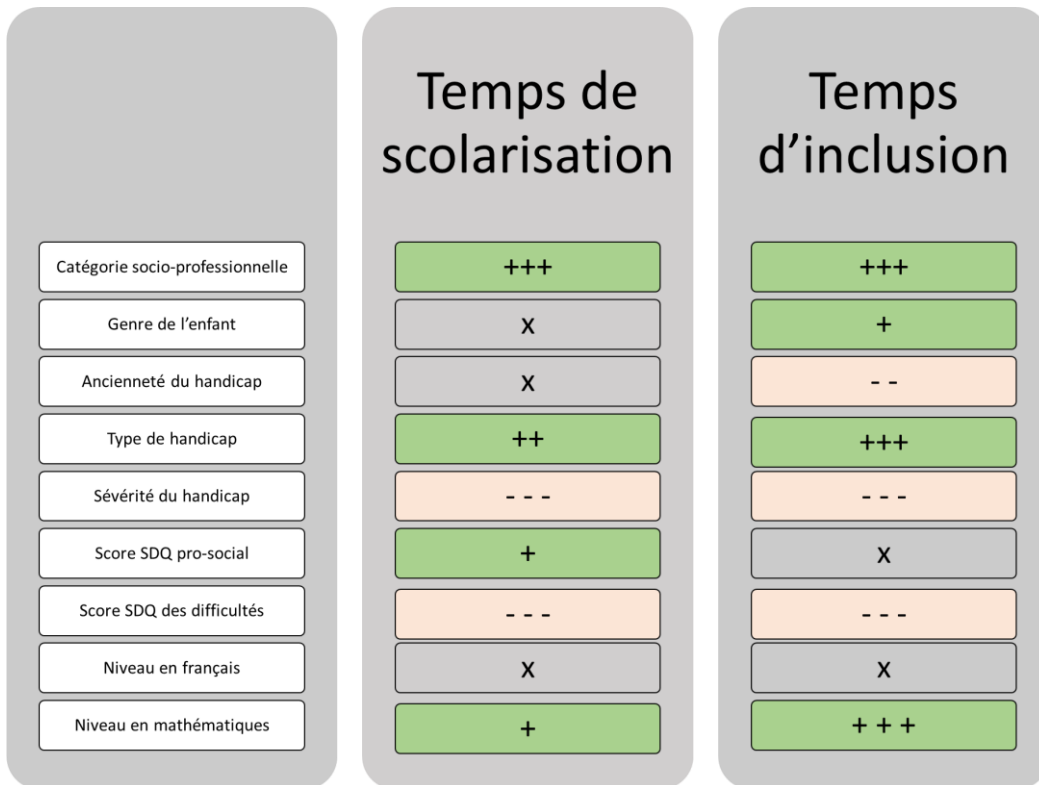 Temps de
scolarisation
Temps
d'inclusion
Catégorie socio-professionnelle
+++
+++
Genre de l'enfant
x
+
Ancienneté du handicap
x
- -
Type de handicap
++
+++
Sévérité du handicap
- - -
- - -
Score SDQ pro-social
+
x
Score SDQ des difficultés
- - -
- - -
Niveau en français
x
x
Niveau en mathématiques
+
+ + +